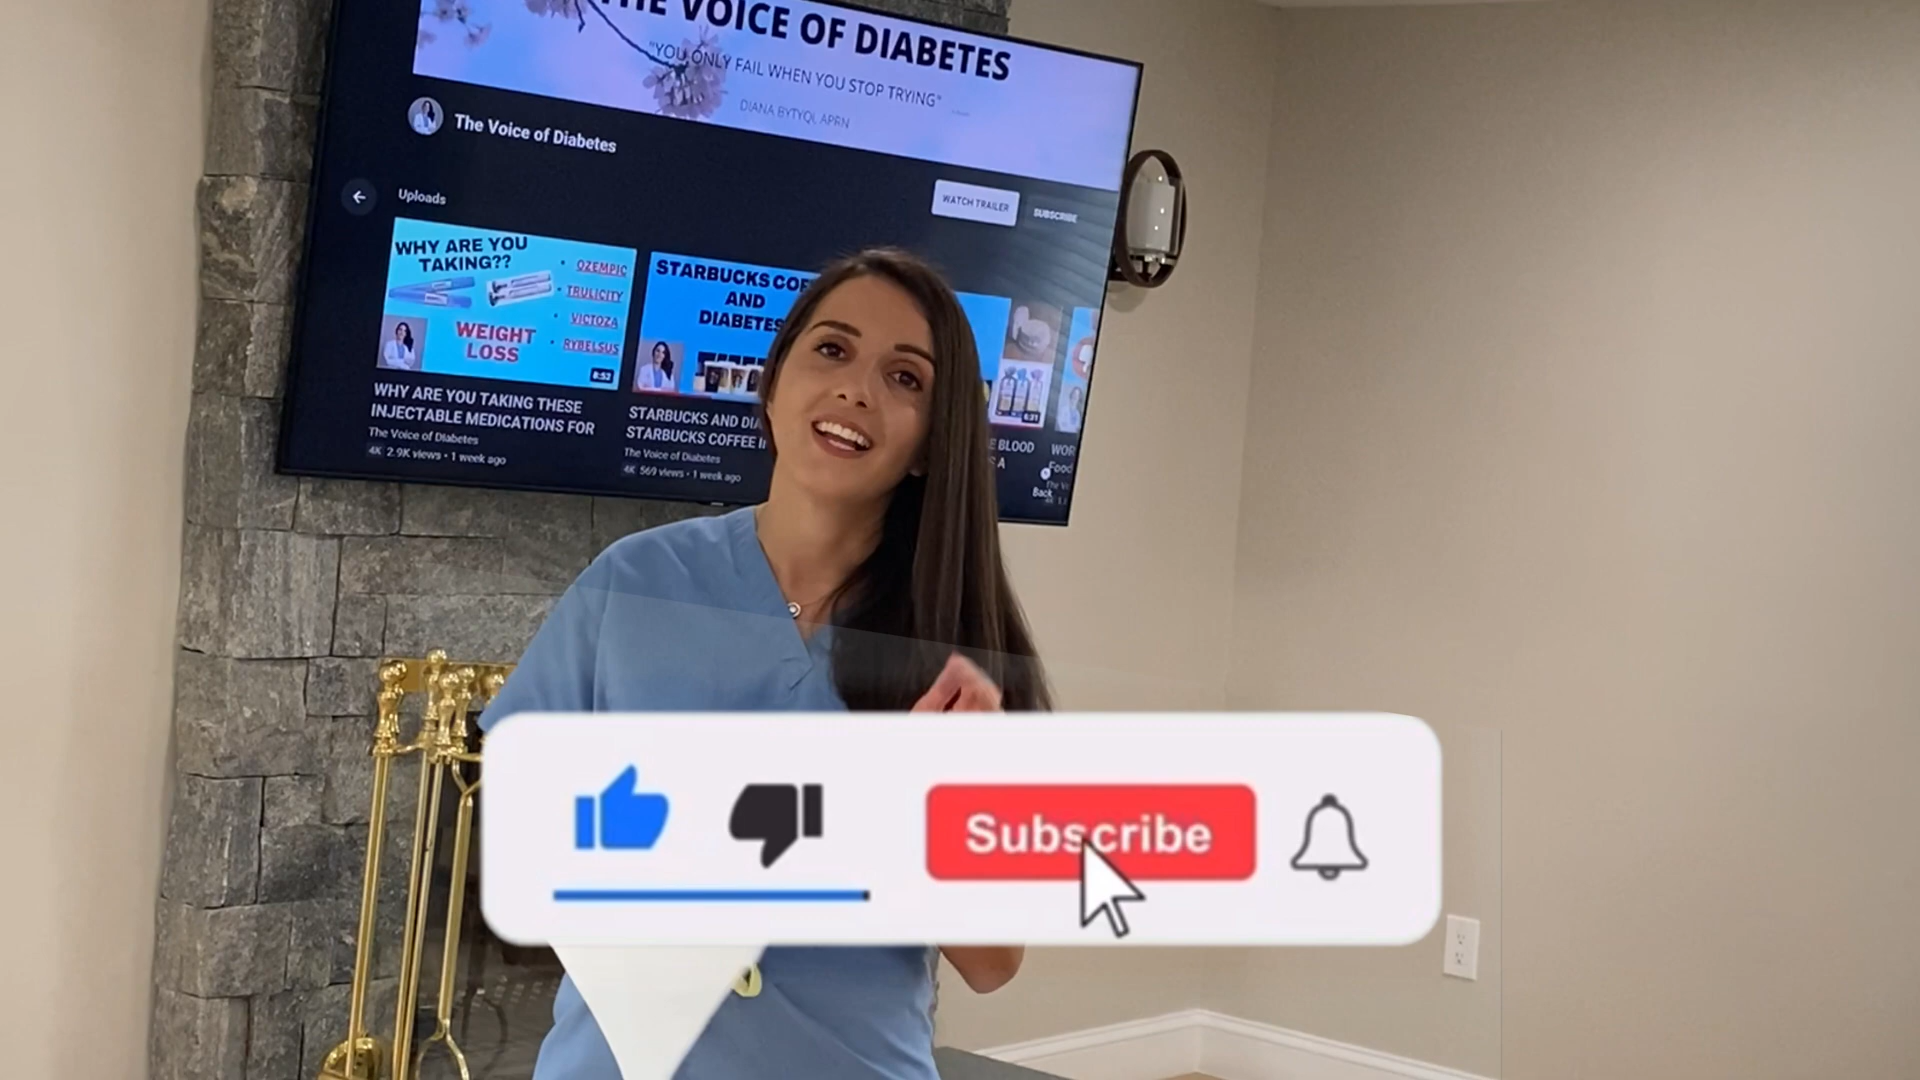 THE VOICE OF DIABETES
"YOU ONLY FAIL WHEN YOU STOP TRYING"
DIANA BYTYQI, APRN
The Voice of Diabetes
Uploads
WATCH TRAILER
SUBSCRIBE
WHY ARE YOU
TAKING??
• OZEMPIC
• TRULICITY
• VICTOZA
• RYBELSUS
WEIGHT
LOSS
8:52
WHY ARE YOU TAKING THESE
INJECTABLE MEDICATIONS FOR
The Voice of Diabetes
4K 2.9K views • 1 week ago
STARBUCKS COF
AND
DIABETES
STARBUCKS AND DIA
STARBUCKS COFFEE I
The Voice of Diabetes
4K 569 views • 1 week ago
E BLOOD
A
WOR
Food
Back
Subscribe